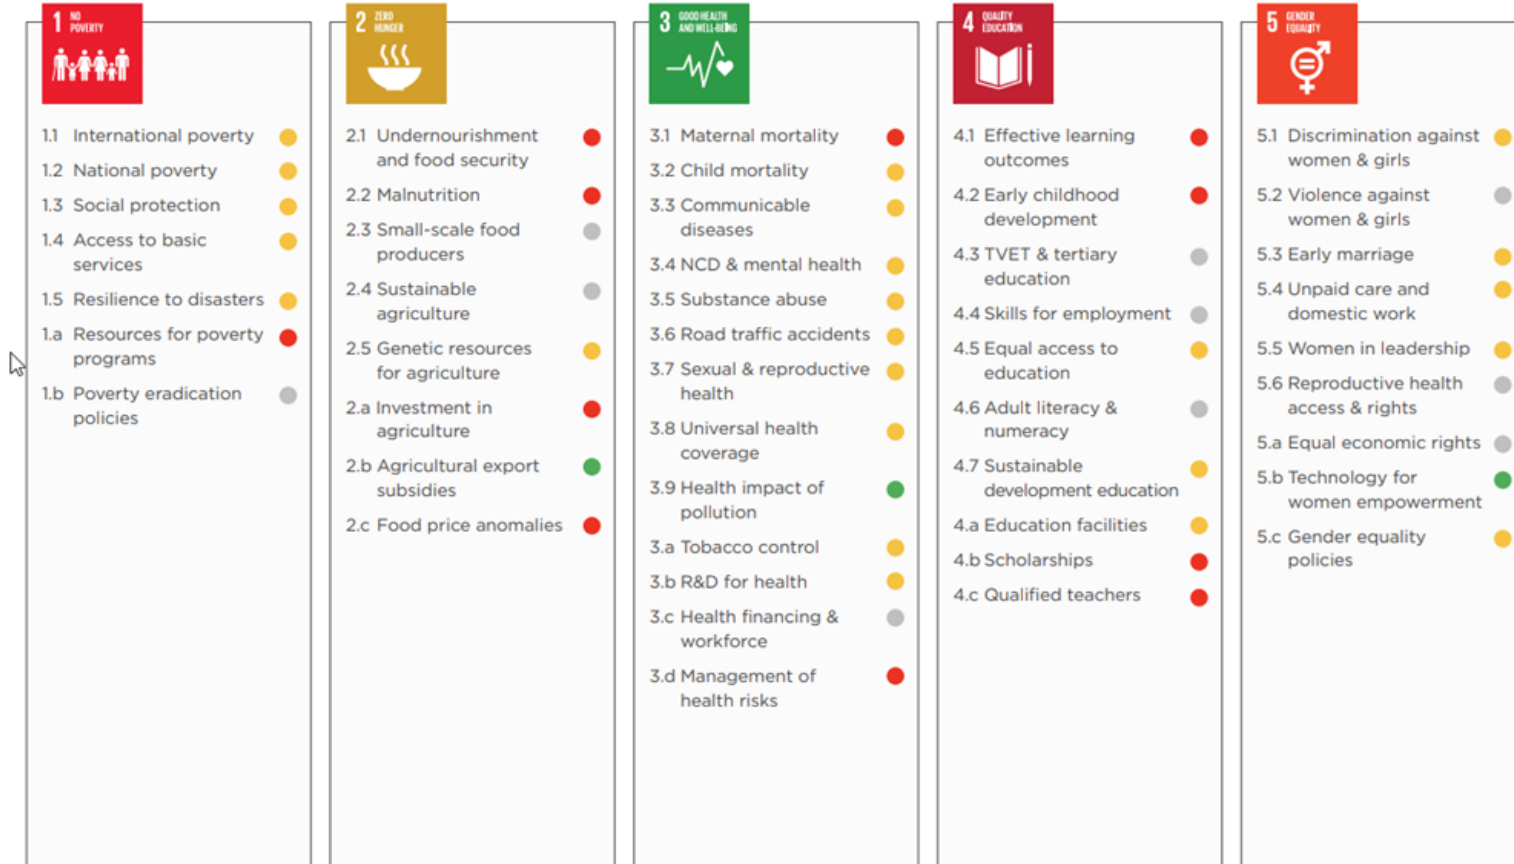 1 NO
POVERTY
1.1 International poverty
1.2 National poverty
1.3 Social protection
1.4 Access to basic
services
1.5 Resilience to disasters
1.a Resources for poverty
programs
1.b Poverty eradication
policies
2 ZERO
HUNGER
2.1 Undernourishment
and food security
2.2 Malnutrition
2.3 Small-scale food
producers
2.4 Sustainable
agriculture
2.5 Genetic resources
for agriculture
2.a Investment in
agriculture
2.b Agricultural export
subsidies
2.c Food price anomalies
3 GOOD HEALTH
AND WELL-BEING
3.1 Maternal mortality
3.2 Child mortality
3.3 Communicable
diseases
3.4 NCD & mental health
3.5 Substance abuse
3.6 Road traffic accidents
3.7 Sexual & reproductive
health
3.8 Universal health
coverage
3.9 Health impact of
pollution
3.a Tobacco control
3.b R&D for health
3.c Health financing &
workforce
3.d Management of
health risks
4 QUALITY
EDUCATION
4.1 Effective learning
outcomes
4.2 Early childhood
development
4.3 TVET & tertiary
education
4.4 Skills for employment
4.5 Equal access to
education
4.6 Adult literacy &
numeracy
4.7 Sustainable
development education
4.a Education facilities
4.b Scholarships
4.c Qualified teachers
5 GENDER
EQUALITY
5.1 Discrimination against
women & girls
5.2 Violence against
women & girls
5.3 Early marriage
5.4 Unpaid care and
domestic work
5.5 Women in leadership
5.6 Reproductive health
access & rights
5.a Equal economic rights
5.b Technology for
women empowerment
5.c Gender equality
policies